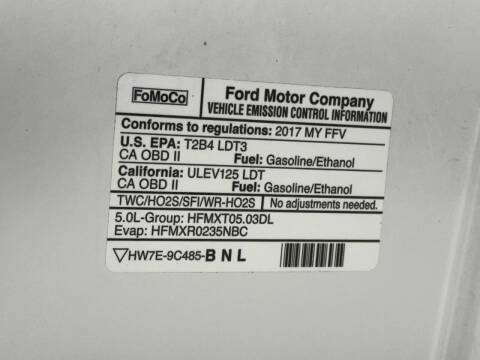 FoMoCo
Ford Motor Company
VEHICLE EMISSION CONTROL INFORMATION
Conforms to regulations: 2017 MY FFV
U.S. EPA: T2B4 LDT3
CA OBD II Fuel: Gasoline/Ethanol
California: ULEV125 LDT
CA OBD II Fuel: Gasoline/Ethanol
TWC/HO2S/SFI/WR-HO2S No adjustments needed.
5.0L-Group: HFMXT05.03DL
Evap: HFMXR0235NBC
HW7E-9C485-BNL